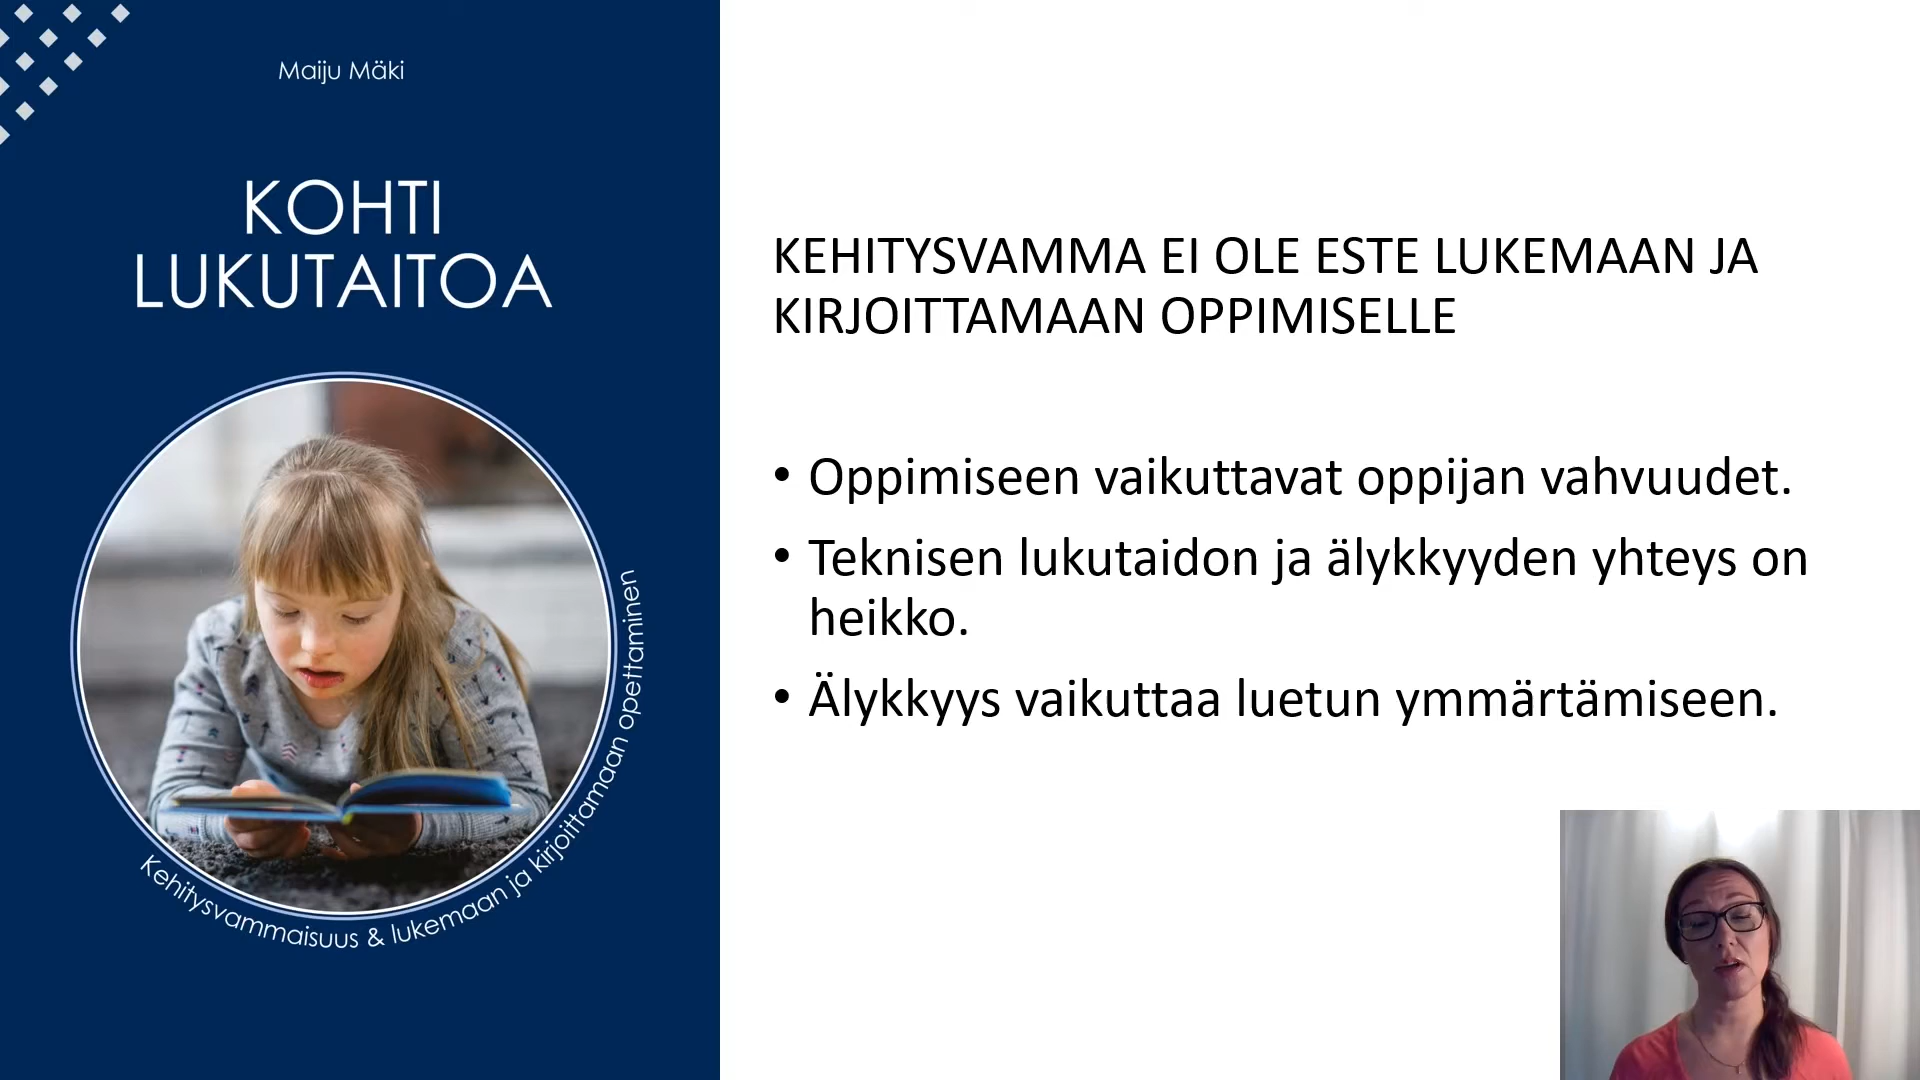 Maiju Mäki
KOHTI
LUKUTAITOA
Kehitysvammaisuus & lukemaan ja kirjoittamaan opettaminen
KEHITYSVAMMA EI OLE ESTE LUKEMAAN JA
KIRJOITTAMAAN OPPIMISELLE
• Oppimiseen vaikuttavat oppijan vahvuudet.
• Teknisen lukutaidon ja älykkyyden yhteys on
heikko.
• Älykkyys vaikuttaa luetun ymmärtämiseen.